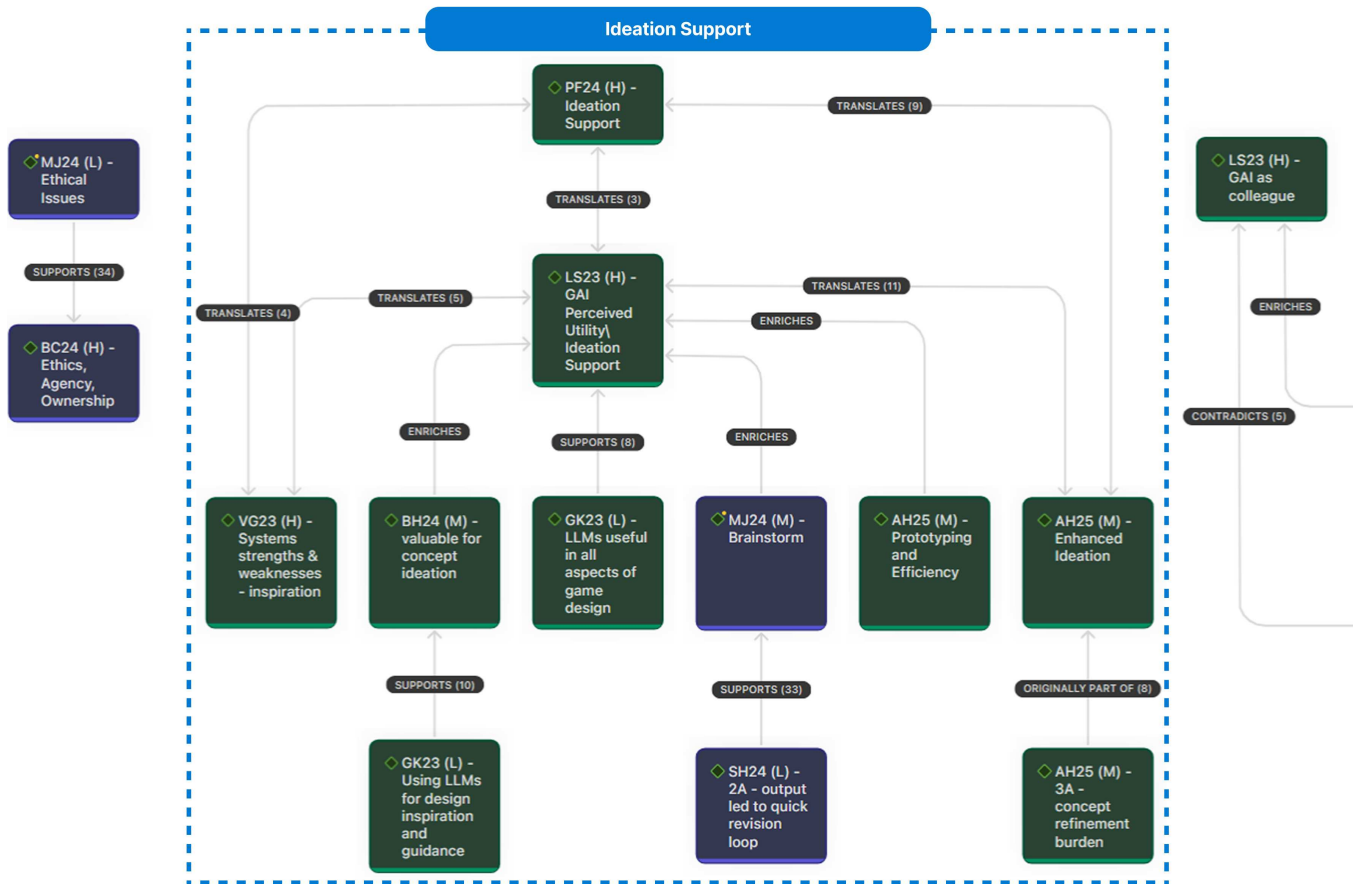 Ideation Support
PF24 (H) -
Ideation
Support
TRANSLATES (9)
MJ24 (L) -
Ethical
Issues
LS23 (H) -
GAI as
colleague
TRANSLATES (3)
SUPPORTS (34)
LS23 (H) -
GAI
Perceived
Utility\
Ideation
Support
TRANSLATES (11)
TRANSLATES (5)
TRANSLATES (4)
ENRICHES
ENRICHES
BC24 (H) -
Ethics,
Agency,
Ownership
CONTRADICTS (5)
ENRICHES
SUPPORTS (8)
ENRICHES
VG23 (H) -
Systems
strengths &
weaknesses
- inspiration
BH24 (M) -
valuable for
concept
ideation
GK23 (L) -
LLMs useful
in all
aspects of
game
design
MJ24 (M) -
Brainstorm
AH25 (M) -
Prototyping
and
Efficiency
AH25 (M) -
Enhanced
Ideation
SUPPORTS (10)
SUPPORTS (33)
ORIGINALLY PART OF (8)
GK23 (L) -
Using LLMs
for design
inspiration
and
guidance
SH24 (L) -
2A - output
led to quick
revision
loop
AH25 (M) -
3A -
concept
refinement
burden